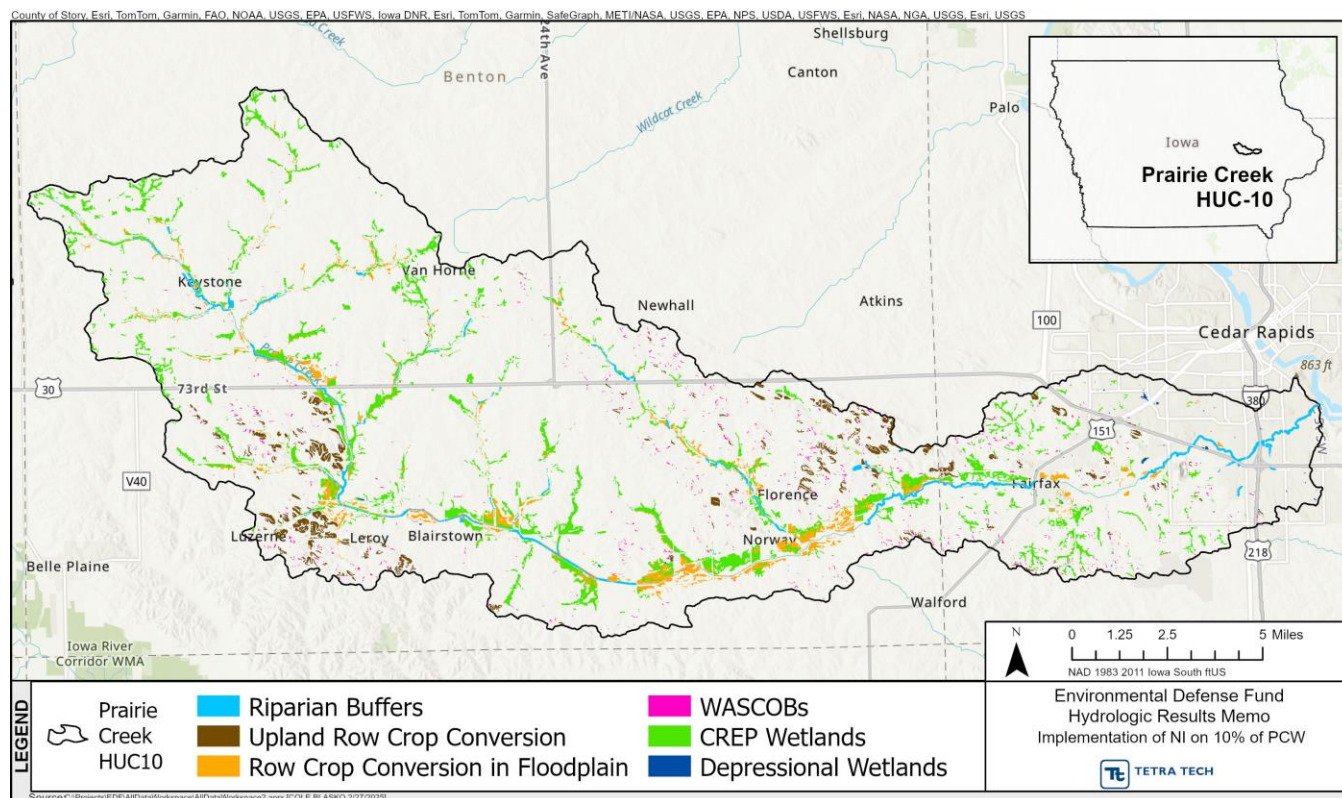 County of Story, Esri, TomTom, Garmin, FAO, NOAA, USGS, EPA, USFWS, Iowa DNR, Esri, TomTom, Garmin, SafeGraph, METI/NASA, USGS, EPA, NPS, USDA, USFWS, Esri, NASA, NGA, USGS, Esri, USGS
Creek
24th Ave
Shellsburg
Benton
Canton
Wildcat Creek
Palo
Iowa
Prairie Creek
HUC-10
Keystone
Van Horne
Newhall
Atkins
100
Cedar Rapids
863 ft
30
73rd St
380
151
V40
Florence
Fairfax
Luzerne
Leroy
Blairstown
Norway
218
Belle Plaine
Walford
Iowa River
Corridor WMA
N
0 1.25 2.5 5 Miles
NAD 1983 2011 Iowa South ftUS
LEGEND
Prairie
Creek
HUC10
Riparian Buffers
Upland Row Crop Conversion
Row Crop Conversion in Floodplain
WASCOBs
CREP Wetlands
Depressional Wetlands
Environmental Defense Fund
Hydrologic Results Memo
Implementation of NI on 10% of PCW
Tt TETRA TECH